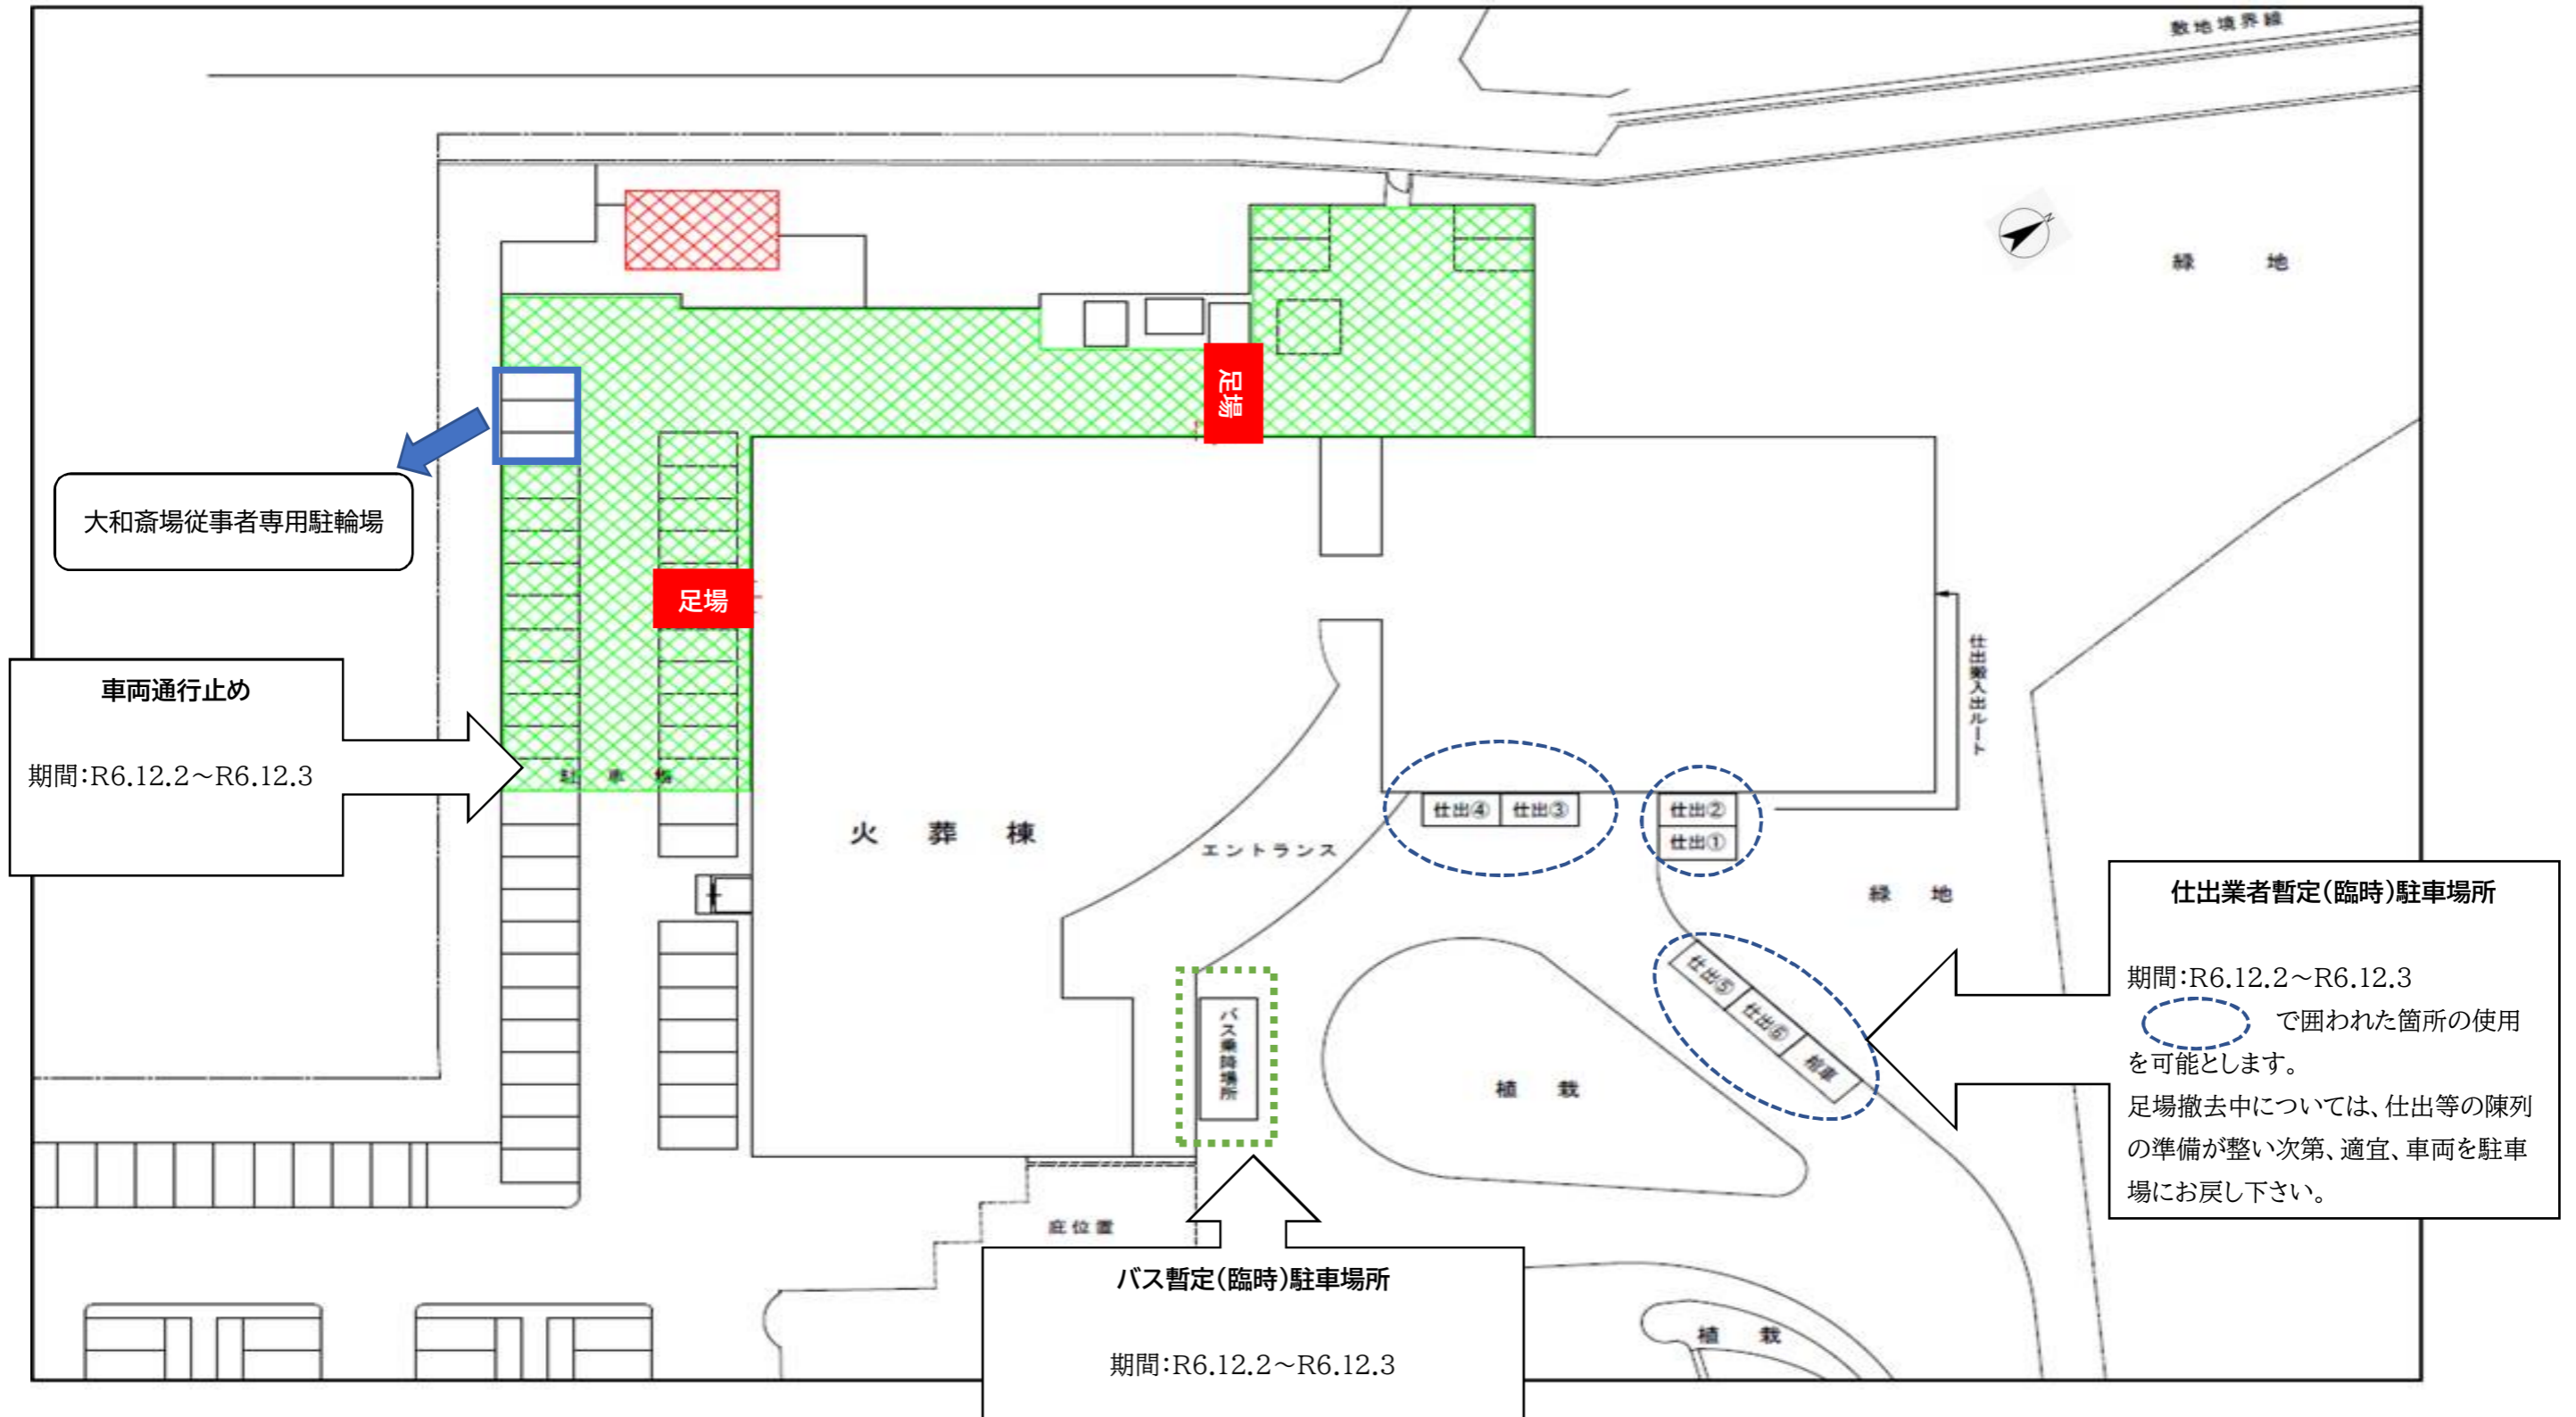 敷地境界線
N
緑 地
足場
大和斎場従事者専用駐輪場
足場
仕出搬入出ルート
車両通行止め
期間:R6.12.2～R6.12.3
駐 車 場
火 葬 棟
エントランス
仕出④ 仕出③
仕出②
仕出①
緑 地
仕出⑤
仕出⑥
棺車
仕出業者暫定(臨時)駐車場所
期間:R6.12.2～R6.12.3
で囲われた箇所の使用
を可能とします。
足場撤去中については、仕出等の陳列
の準備が整い次第、適宜、車両を駐車
場にお戻し下さい。
バス乗降場所
植 栽
庇位置
バス暫定(臨時)駐車場所
期間:R6.12.2～R6.12.3
植 栽